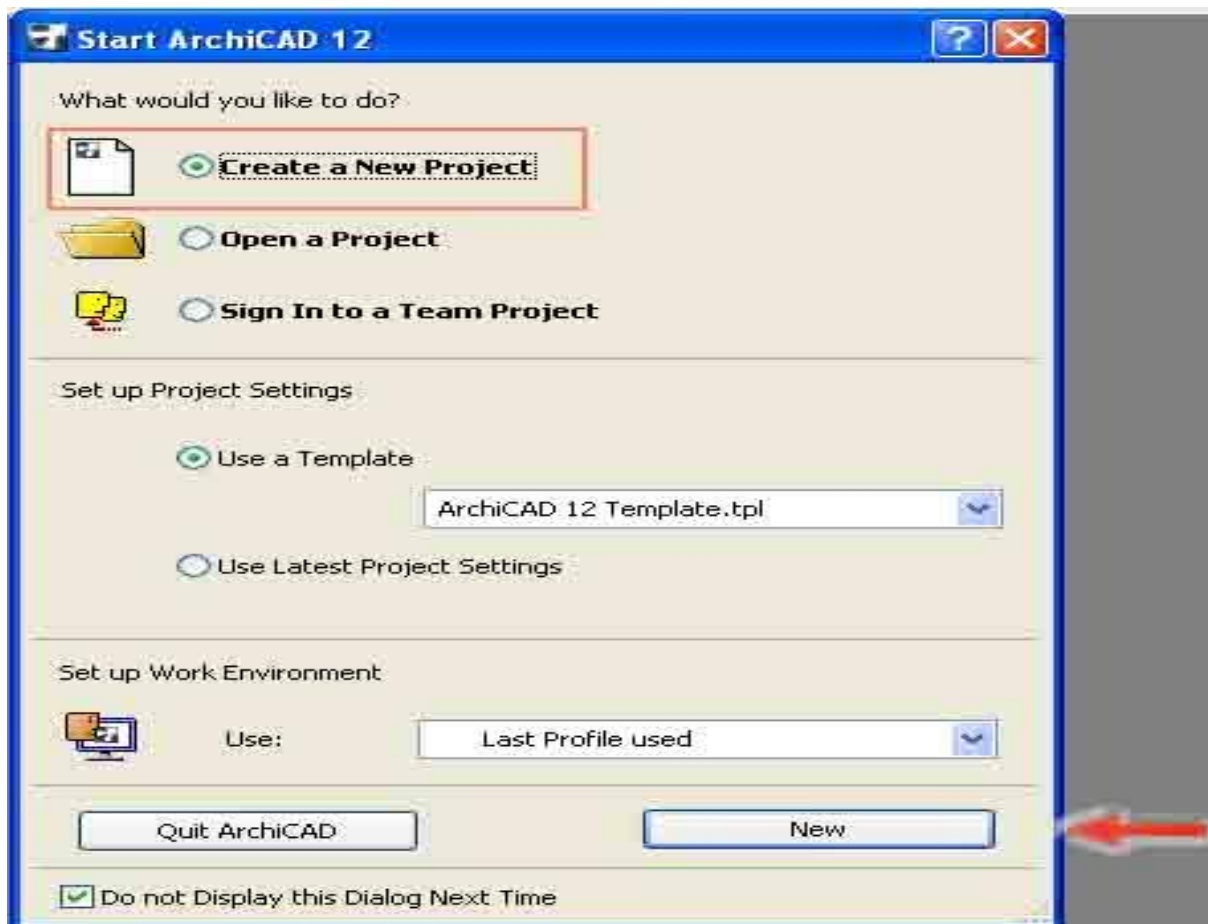 Start ArchiCAD 12
What would you like to do?
Create a New Project
Open a Project
Sign In to a Team Project
Set up Project Settings
Use a Template
ArchiCAD 12 Template.tpl
Use Latest Project Settings
Set up Work Environment
Use: Last Profile used
Quit ArchiCAD New
Do not Display this Dialog Next Time